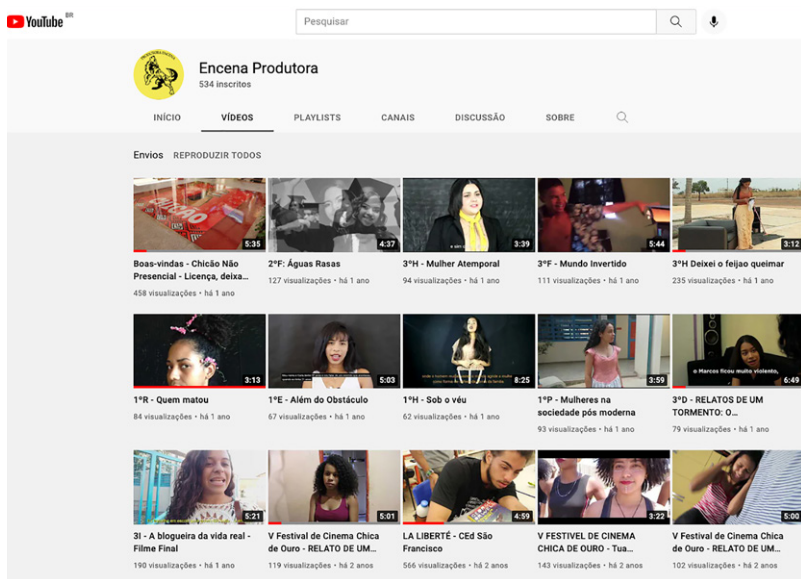 YouTube BR
Pesquisar
Encena Produtora
534 inscritos
INÍCIO VÍDEOS PLAYLISTS CANAIS DISCUSSÃO SOBRE
Envios REPRODUZIR TODOS
CHICÃO
5:35 4:37 3:39 5:44 3:12
Boas-vindas - Chicão Não Presencial - Licença, deixa...
458 visualizações • há 1 ano
2ºF: Águas Rasas
127 visualizações • há 1 ano
3ºH - Mulher Atemporal
94 visualizações • há 1 ano
3ºF - Mundo Invertido
111 visualizações • há 1 ano
3ºH Deixei o feijao queimar
235 visualizações • há 1 ano
o Marcos ficou muito violento,
3:13 5:03 8:25 3:59 6:49
1ºR - Quem matou
84 visualizações • há 1 ano
1ºE - Além do Obstáculo
67 visualizações • há 1 ano
1ºH - Sob o véu
62 visualizações • há 1 ano
1ºP - Mulheres na sociedade pós moderna
93 visualizações • há 1 ano
3ºD - RELATOS DE UM TORMENTO: O...
79 visualizações • há 1 ano
5:21 5:01 4:59 3:22 5:00
3I - A blogueira da vida real - Filme Final
190 visualizações • há 1 ano
V Festival de Cinema Chica de Ouro - RELATO DE UM...
119 visualizações • há 2 anos
LA LIBERTÉ - CEd São Francisco
566 visualizações • há 2 anos
V FESTIVEL DE CINEMA CHICA DE OURO - Tua...
143 visualizações • há 2 anos
V Festival de Cinema Chica de Ouro - RELATO DE UM...
102 visualizações • há 2 anos